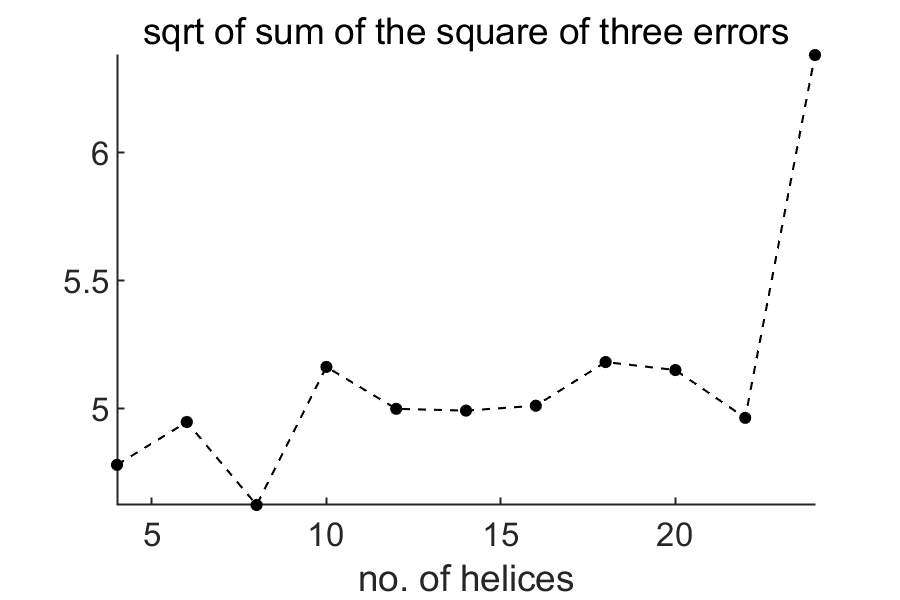 sqrt of sum of the square of three errors
6
5.5
5
5 10 15 20
no. of helices